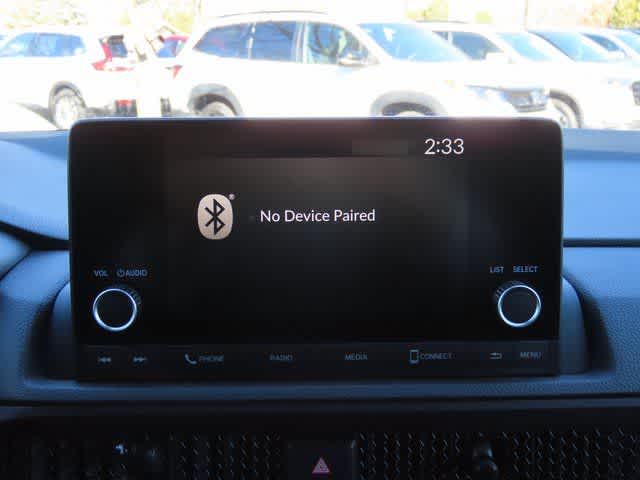 2:33
® No Device Paired
VOL AUDIO
LIST SELECT
PHONE RADIO MEDIA CONNECT MENU